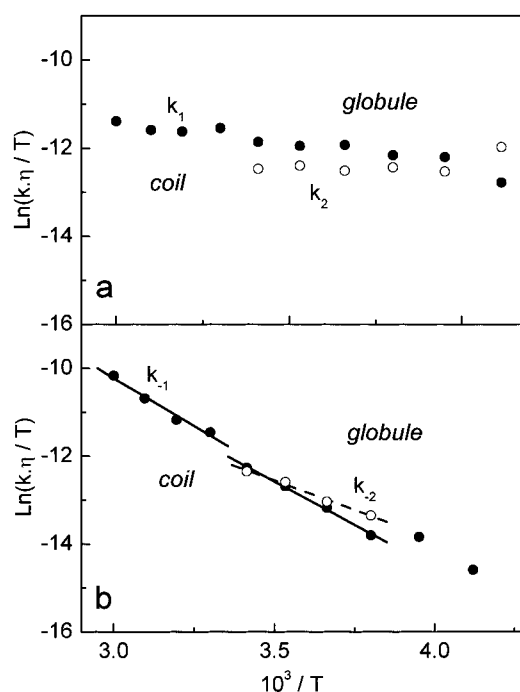 -10
k₁
globule
-12
Ln(k.η / T)
coil
k₂
-14
a
-16
-10
k₋₁
globule
-12
Ln(k.η / T)
coil
k₋₂
-14
b
-16
3.0 3.5 4.0
10³ / T